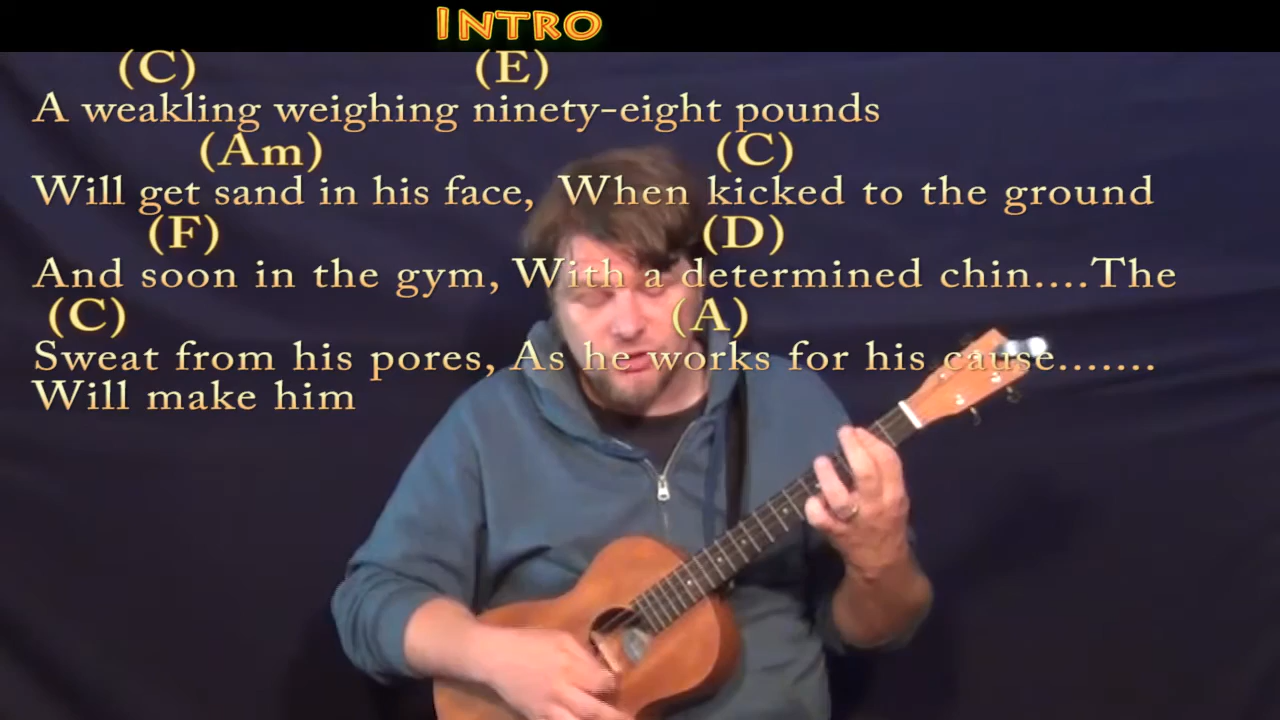 INTRO
(C) (E)
A weakling weighing ninety-eight pounds
(Am) (C)
Will get sand in his face, When kicked to the ground
(F) (D)
And soon in the gym, With a determined chin....The
(C) (A)
Sweat from his pores, As he works for his cause.......
Will make him